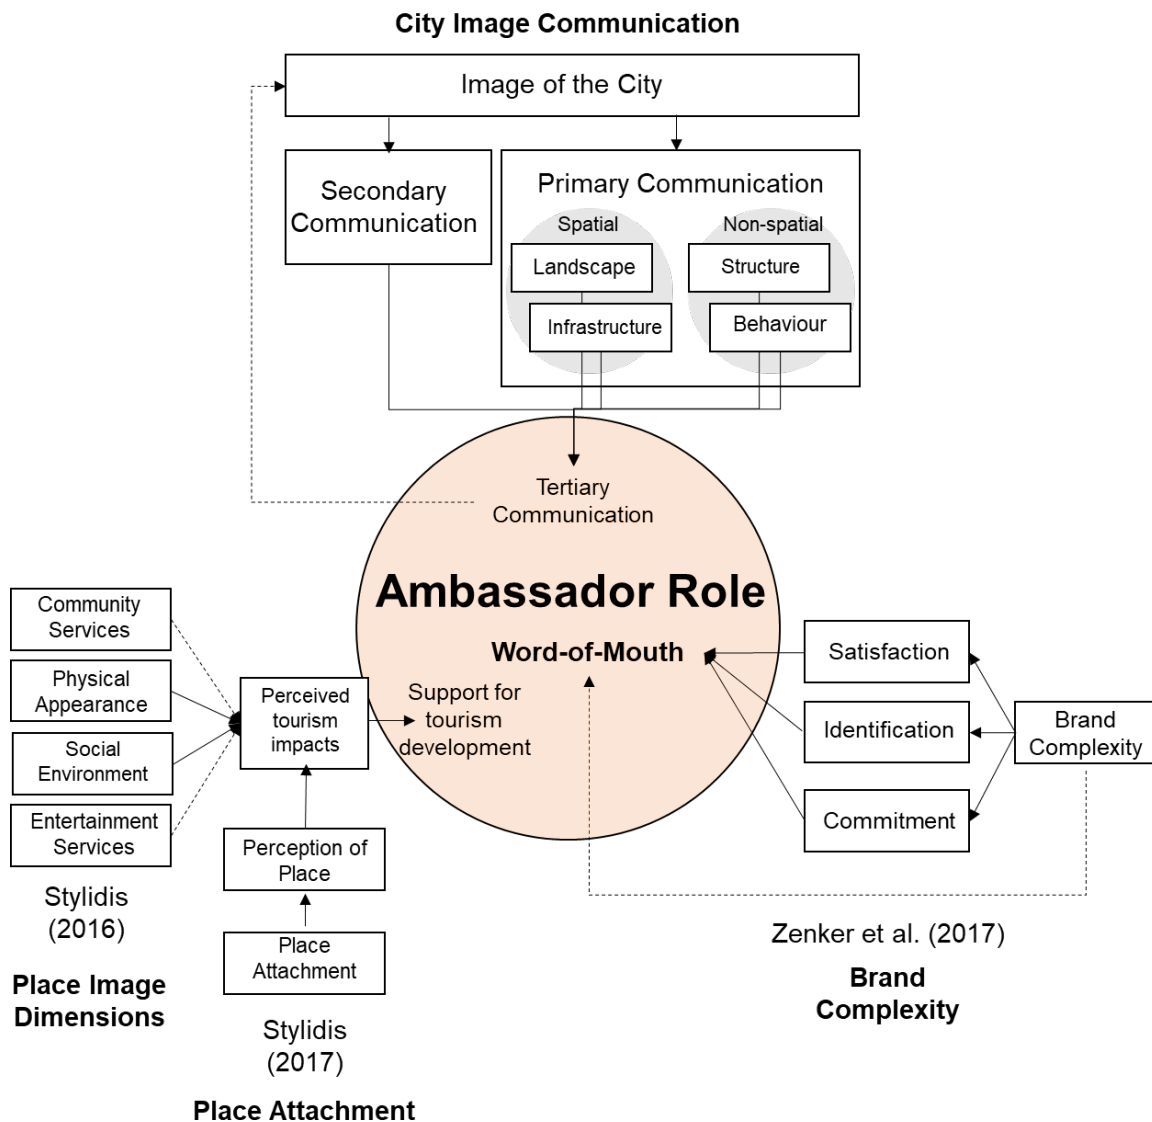 City Image Communication
Image of the City
Secondary
Communication
Primary Communication
Spatial
Landscape
Infrastructure
Non-spatial
Structure
Behaviour
Tertiary
Communication
Ambassador Role
Word-of-Mouth
Support for
tourism
development
Community
Services
Physical
Appearance
Social
Environment
Entertainment
Services
Stylidis
(2016)
Place Image
Dimensions
Perceived
tourism
impacts
Perception of
Place
Place
Attachment
Stylidis
(2017)
Place Attachment
Satisfaction
Identification
Commitment
Brand
Complexity
Zenker et al. (2017)
Brand
Complexity